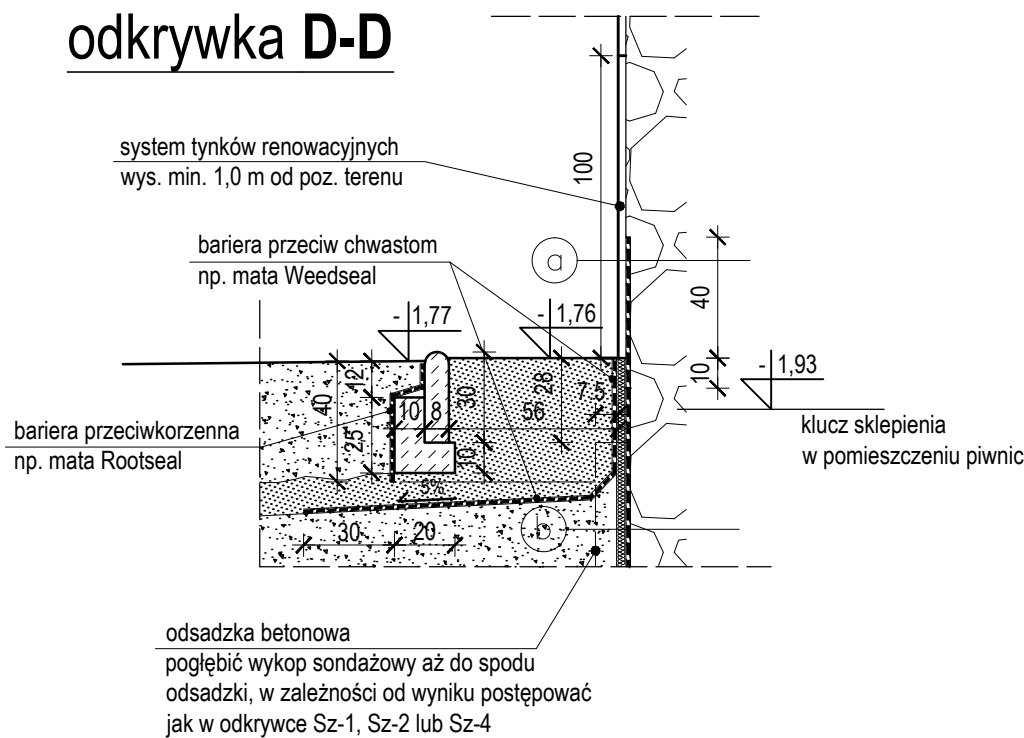 odkrywka D-D
system tynków renowacyjnych
wys. min. 1,0 m od poz. terenu
100
bariera przeciw chwastom
np. mata Weedseal
a
40
- 1,77
- 1,76
10
- 1,93
12
40
25
10
8
30
10
28
56
7,5
klucz sklepienia
w pomieszczeniu piwnic
bariera przeciwkorzenna
np. mata Rootseal
5%
b
30
20
odsadzka betonowa
pogłębić wykop sondażowy aż do spodu
odsadzki, w zależności od wyniku postępować
jak w odkrywce Sz-1, Sz-2 lub Sz-4